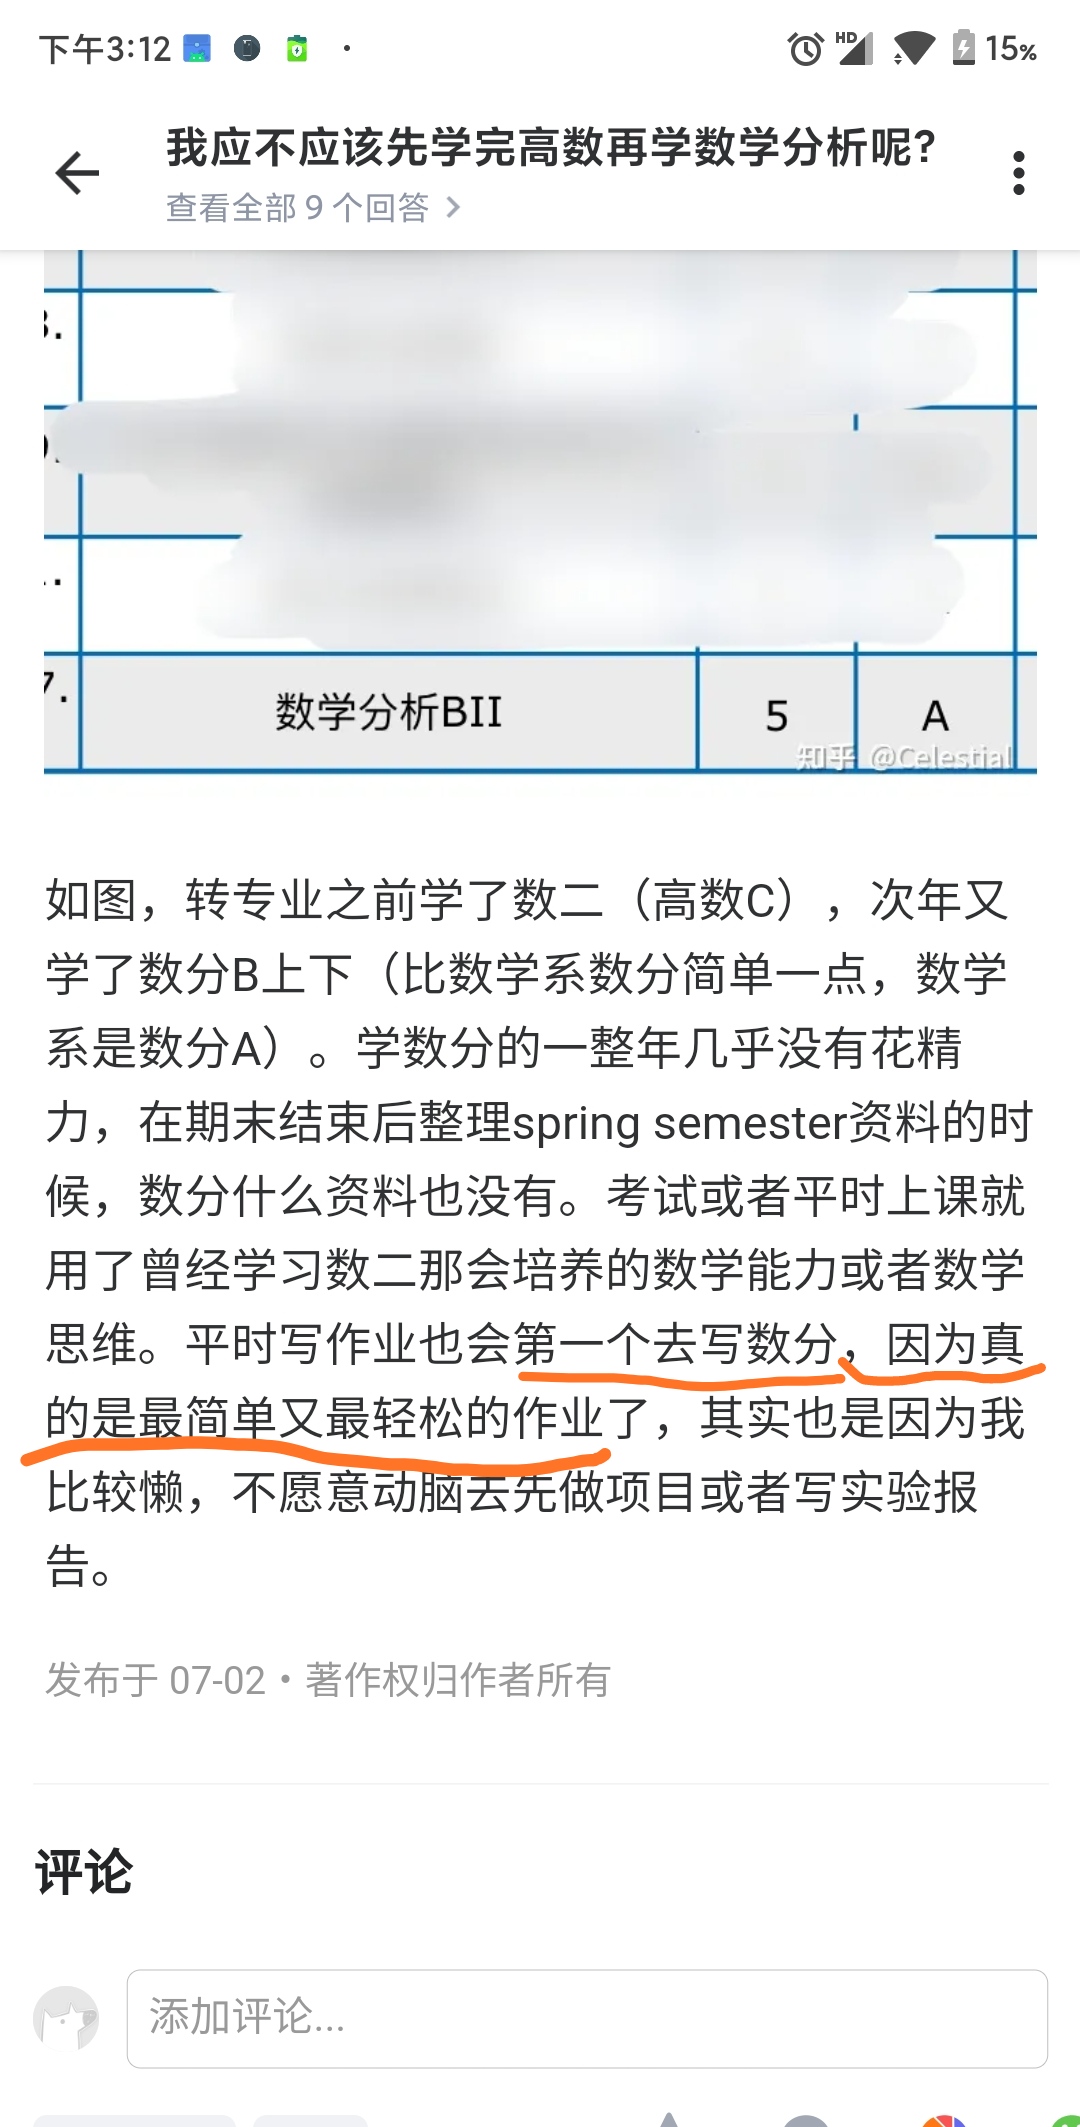 下午3:12
HD
15%
我应不应该先学完高数再学数学分析呢?
查看全部 9 个回答
数学分析BII 5 A
知乎 @Celestial
如图，转专业之前学了数二（高数C），次年又
学了数分B上下（比数学系数分简单一点，数学
系是数分A）。学数分的一整年几乎没有花精
力，在期末结束后整理spring semester资料的时
候，数分什么资料也没有。考试或者平时上课就
用了曾经学习数二那会培养的数学能力或者数学
思维。平时写作业也会第一个去写数分，因为真
的是最简单又最轻松的作业了，其实也是因为我
比较懒，不愿意动脑去先做项目或者写实验报
告。
发布于 07-02 · 著作权归作者所有
评论
添加评论...